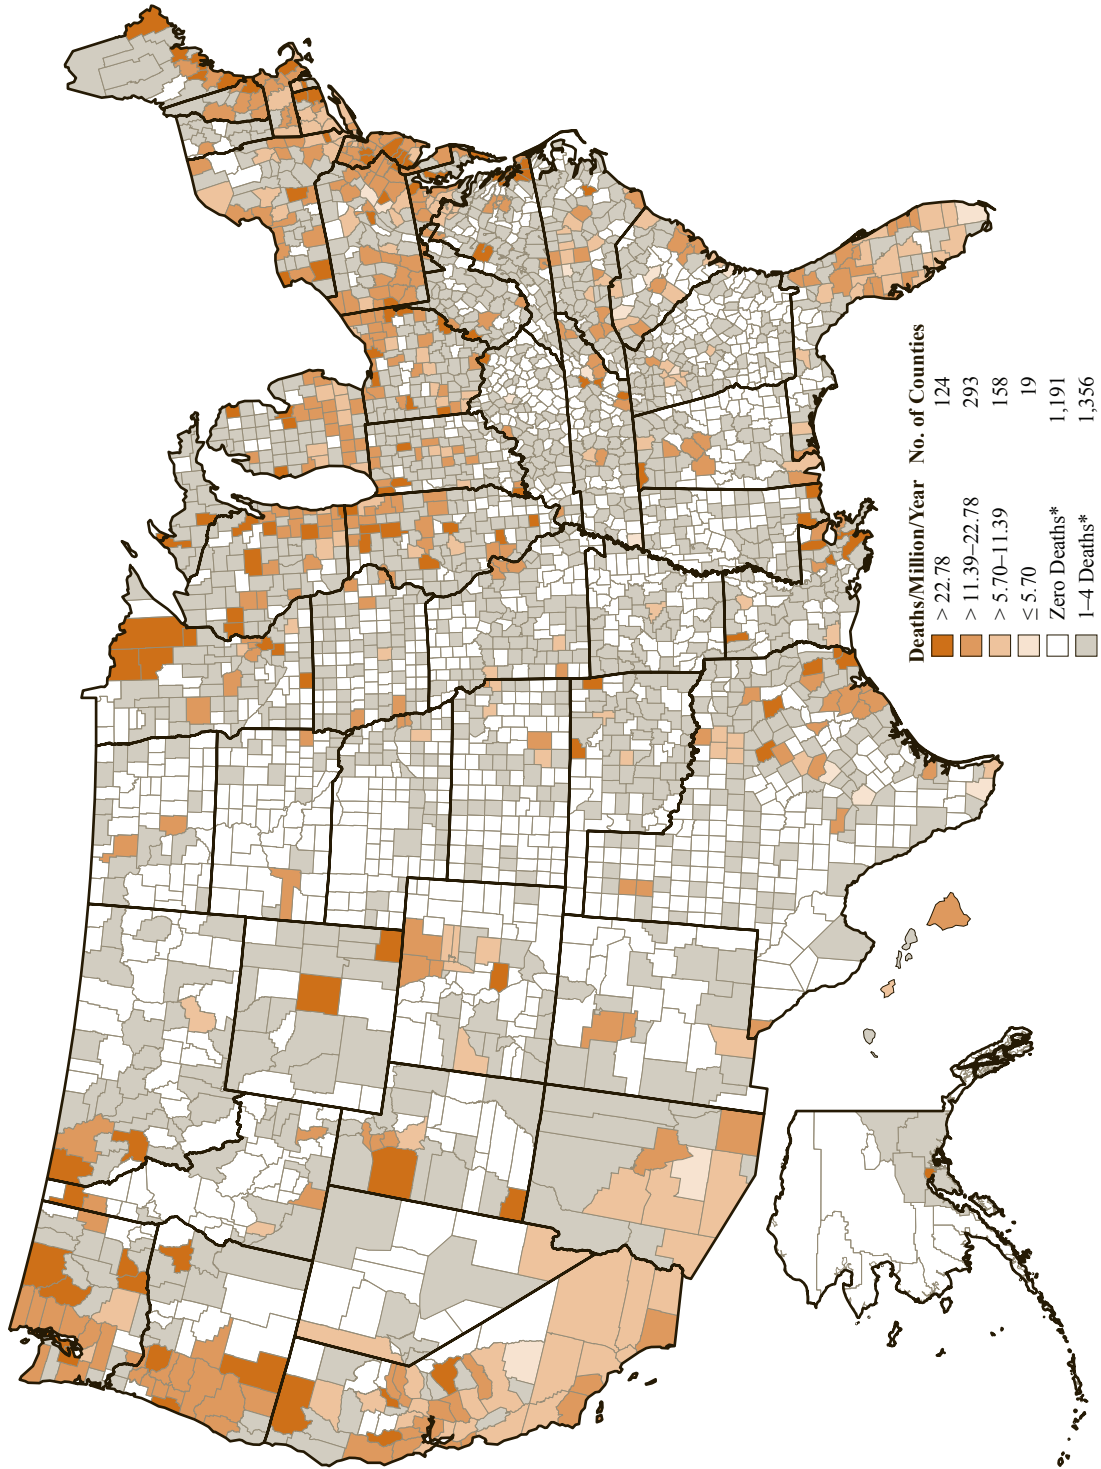 Deaths/Million/Year No. of Counties
> 22.78 124
> 11.39–22.78 293
> 5.70–11.39 158
≤ 5.70 19
Zero Deaths* 1,191
1–4 Deaths* 1,356